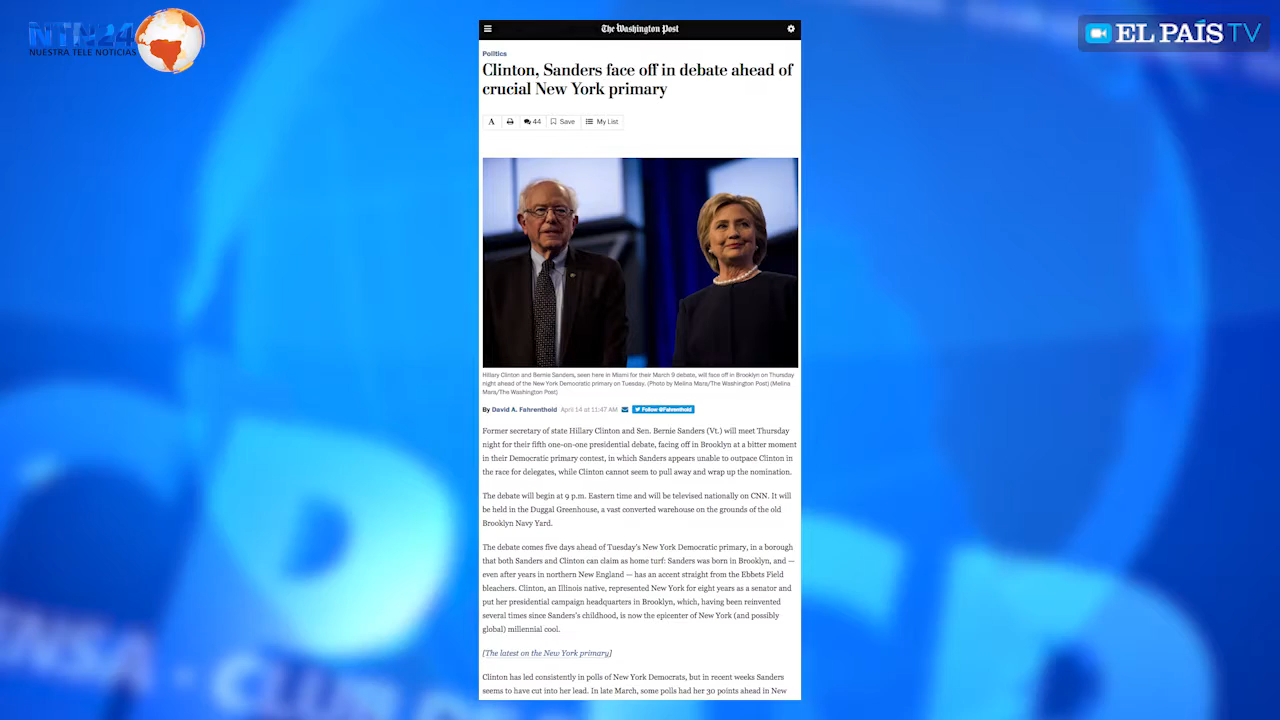 NTN24
NUESTRA TELE NOTICIAS
EL PAÍS TV
The Washington Post
Politics
Clinton, Sanders face off in debate ahead of
crucial New York primary
A
44
Save
My List
Hillary Clinton and Bernie Sanders, seen here in Miami for their March 9 debate, will face off in Brooklyn on Thursday
night ahead of the New York Democratic primary on Tuesday. (Photo by Melina Mara/The Washington Post) (Melina
Mara/The Washington Post)
By David A. Fahrenthold April 14 at 11:47 AM Follow @Fahrenthold
Former secretary of state Hillary Clinton and Sen. Bernie Sanders (Vt.) will meet Thursday
night for their fifth one-on-one presidential debate, facing off in Brooklyn at a bitter moment
in their Democratic primary contest, in which Sanders appears unable to outpace Clinton in
the race for delegates, while Clinton cannot seem to pull away and wrap up the nomination.
The debate will begin at 9 p.m. Eastern time and will be televised nationally on CNN. It will
be held in the Duggal Greenhouse, a vast converted warehouse on the grounds of the old
Brooklyn Navy Yard.
The debate comes five days ahead of Tuesday's New York Democratic primary, in a borough
that both Sanders and Clinton can claim as home turf: Sanders was born in Brooklyn, and —
even after years in northern New England — has an accent straight from the Ebbets Field
bleachers. Clinton, an Illinois native, represented New York for eight years as a senator and
put her presidential campaign headquarters in Brooklyn, which, having been reinvented
several times since Sanders's childhood, is now the epicenter of New York (and possibly
global) millennial cool.
[The latest on the New York primary]
Clinton has led consistently in polls of New York Democrats, but in recent weeks Sanders
seems to have cut into her lead. In late March, some polls had her 30 points ahead in New